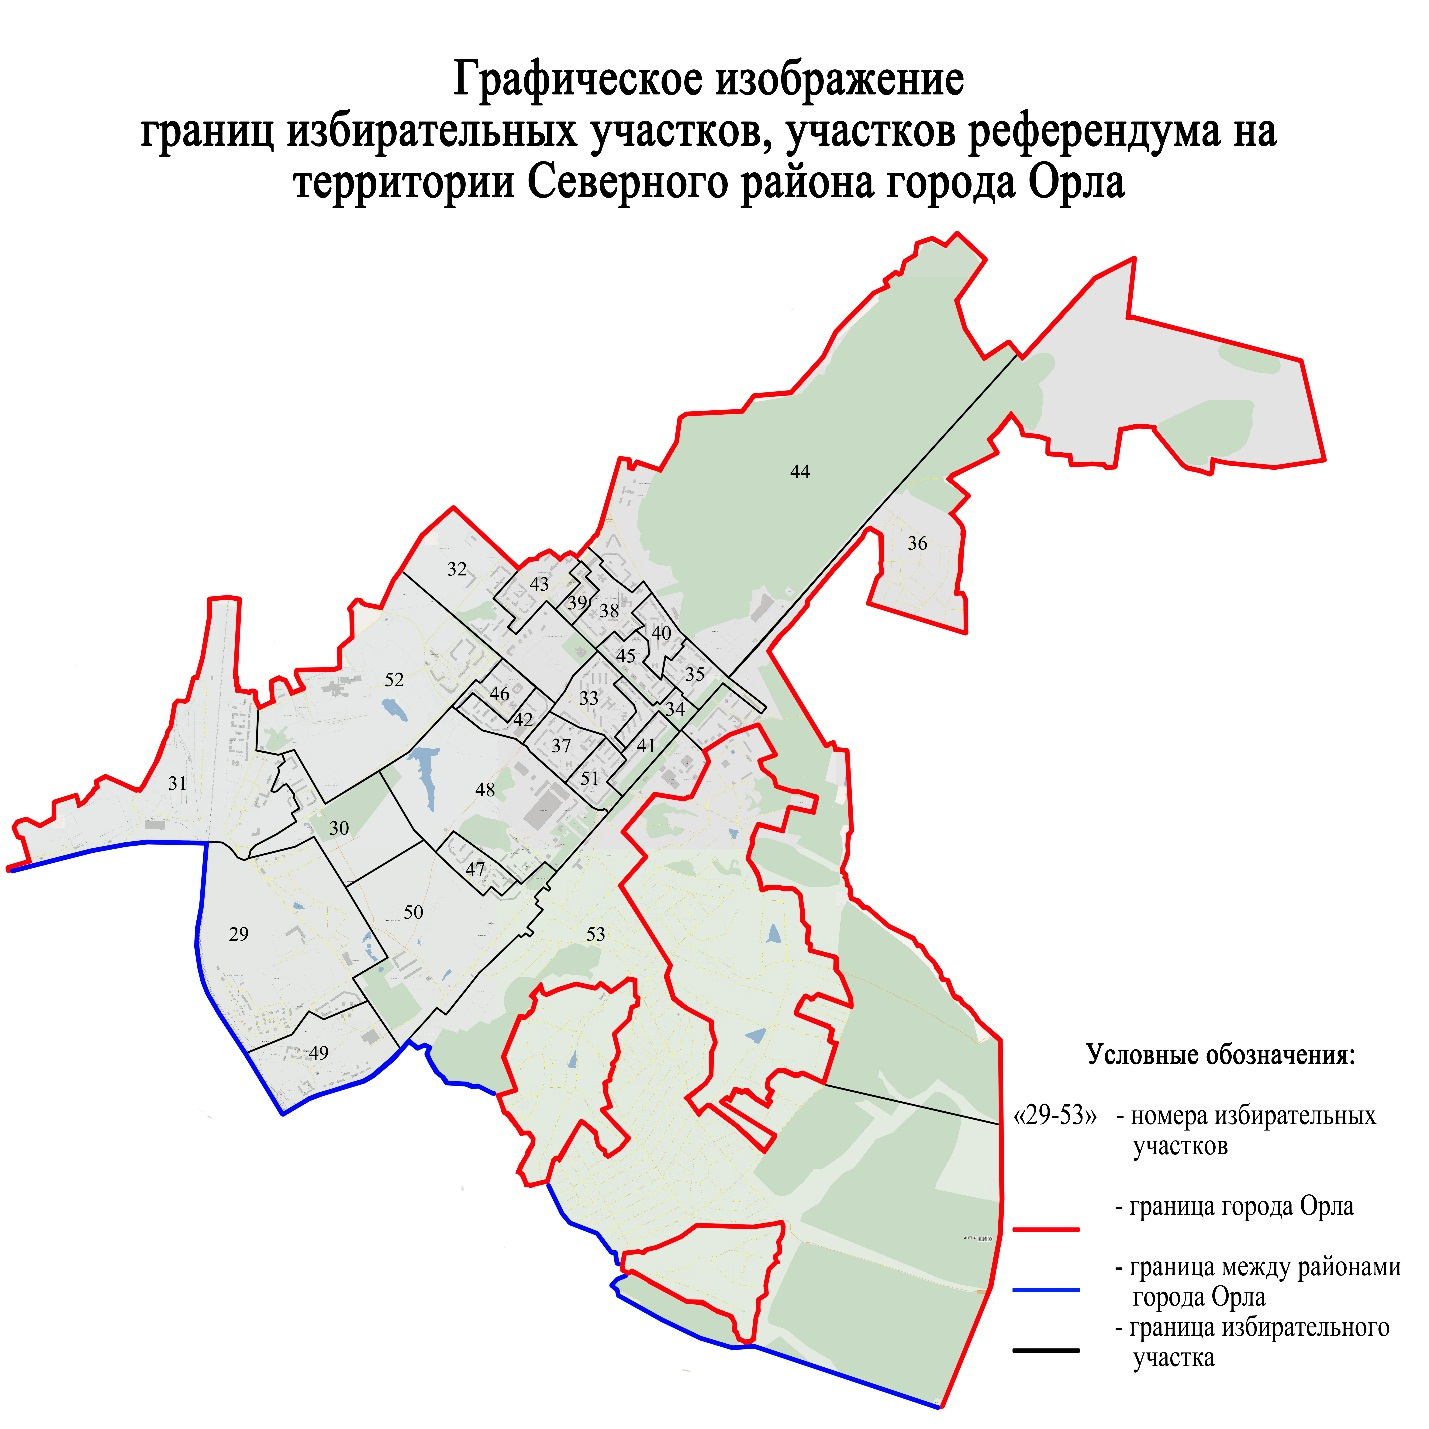 Графическое изображение
границ избирательных участков, участков референдума на
территории Северного района города Орла
44
36
32
43
39
38
40
45
35
52
46
33
34
42
37
41
31
51
48
30
47
50
29
53
49
Условные обозначения:
«29-53» - номера избирательных
участков
- граница города Орла
- граница между районами
города Орла
- граница избирательного
участка